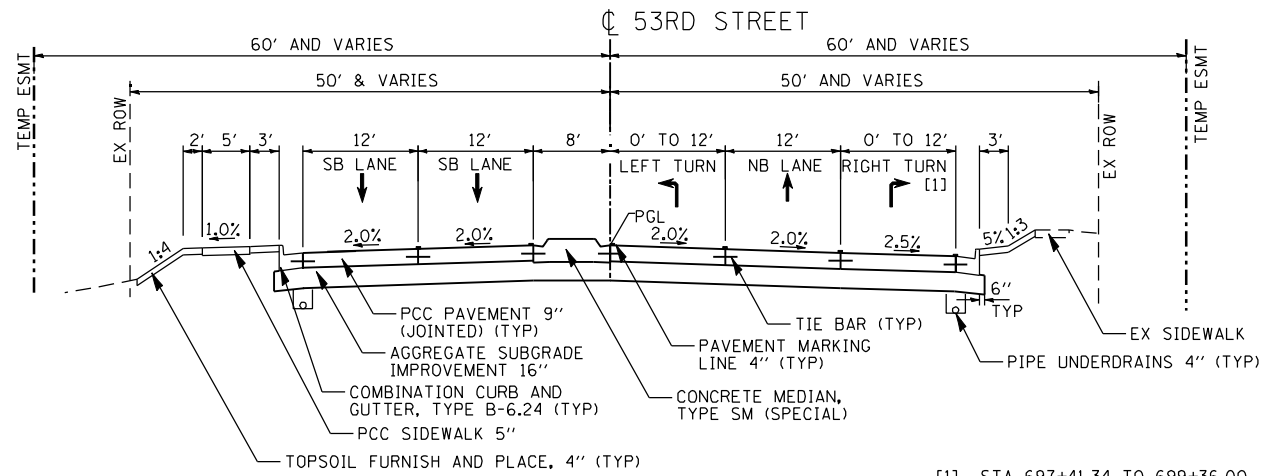 ℄ 53RD STREET
60' AND VARIES
60' AND VARIES
TEMP ESMT
TEMP ESMT
50' & VARIES
50' AND VARIES
EX ROW
EX ROW
2' 5' 3' 12' 12' 8' 0' TO 12' 12' 0' TO 12' 3'
SB LANE
SB LANE
LEFT TURN
NB LANE
RIGHT TURN
[1]
PGL
1:4
1.0%
2.0%
2.0%
2.0%
2.0%
2.5%
5%
1:3
6"
TYP
PCC PAVEMENT 9"
(JOINTED) (TYP)
AGGREGATE SUBGRADE
IMPROVEMENT 16"
COMBINATION CURB AND
GUTTER, TYPE B-6.24 (TYP)
PCC SIDEWALK 5"
TOPSOIL FURNISH AND PLACE, 4" (TYP)
TIE BAR (TYP)
PAVEMENT MARKING
LINE 4" (TYP)
CONCRETE MEDIAN,
TYPE SM (SPECIAL)
EX SIDEWALK
PIPE UNDERDRAINS 4" (TYP)